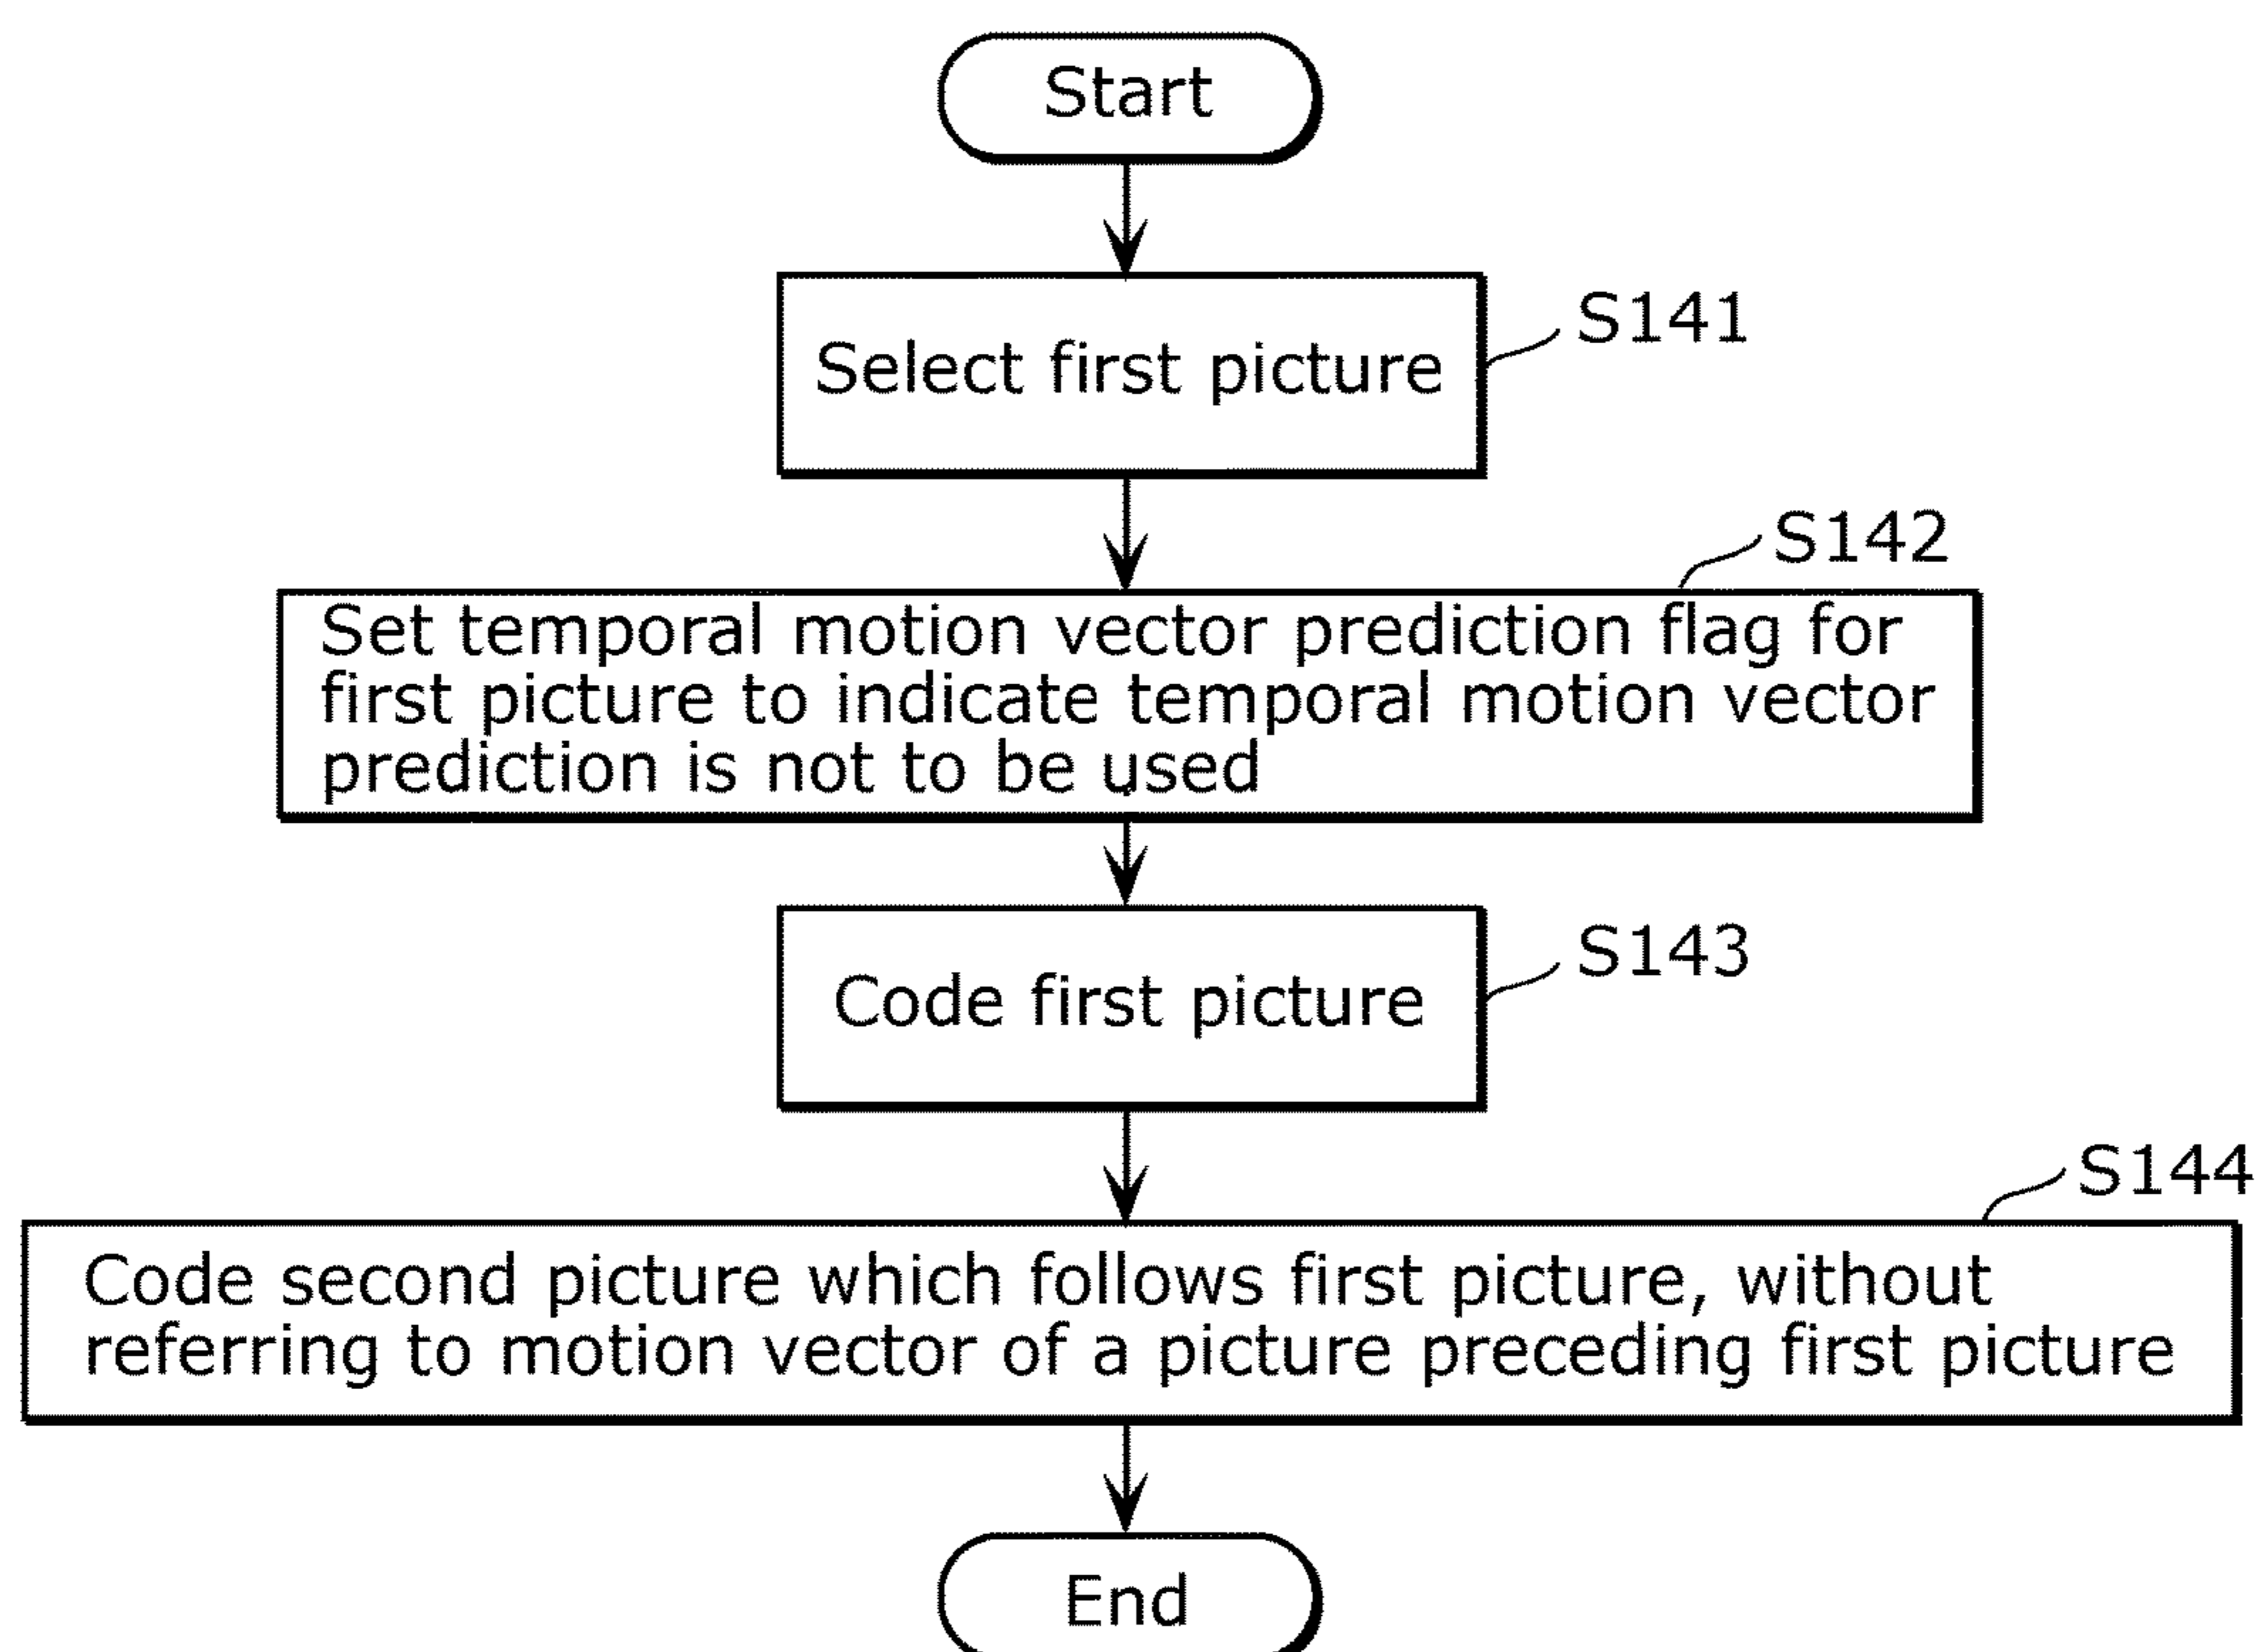 Start
S141
Select first picture
S142
Set temporal motion vector prediction flag for
first picture to indicate temporal motion vector
prediction is not to be used
S143
Code first picture
S144
Code second picture which follows first picture, without
referring to motion vector of a picture preceding first picture
End